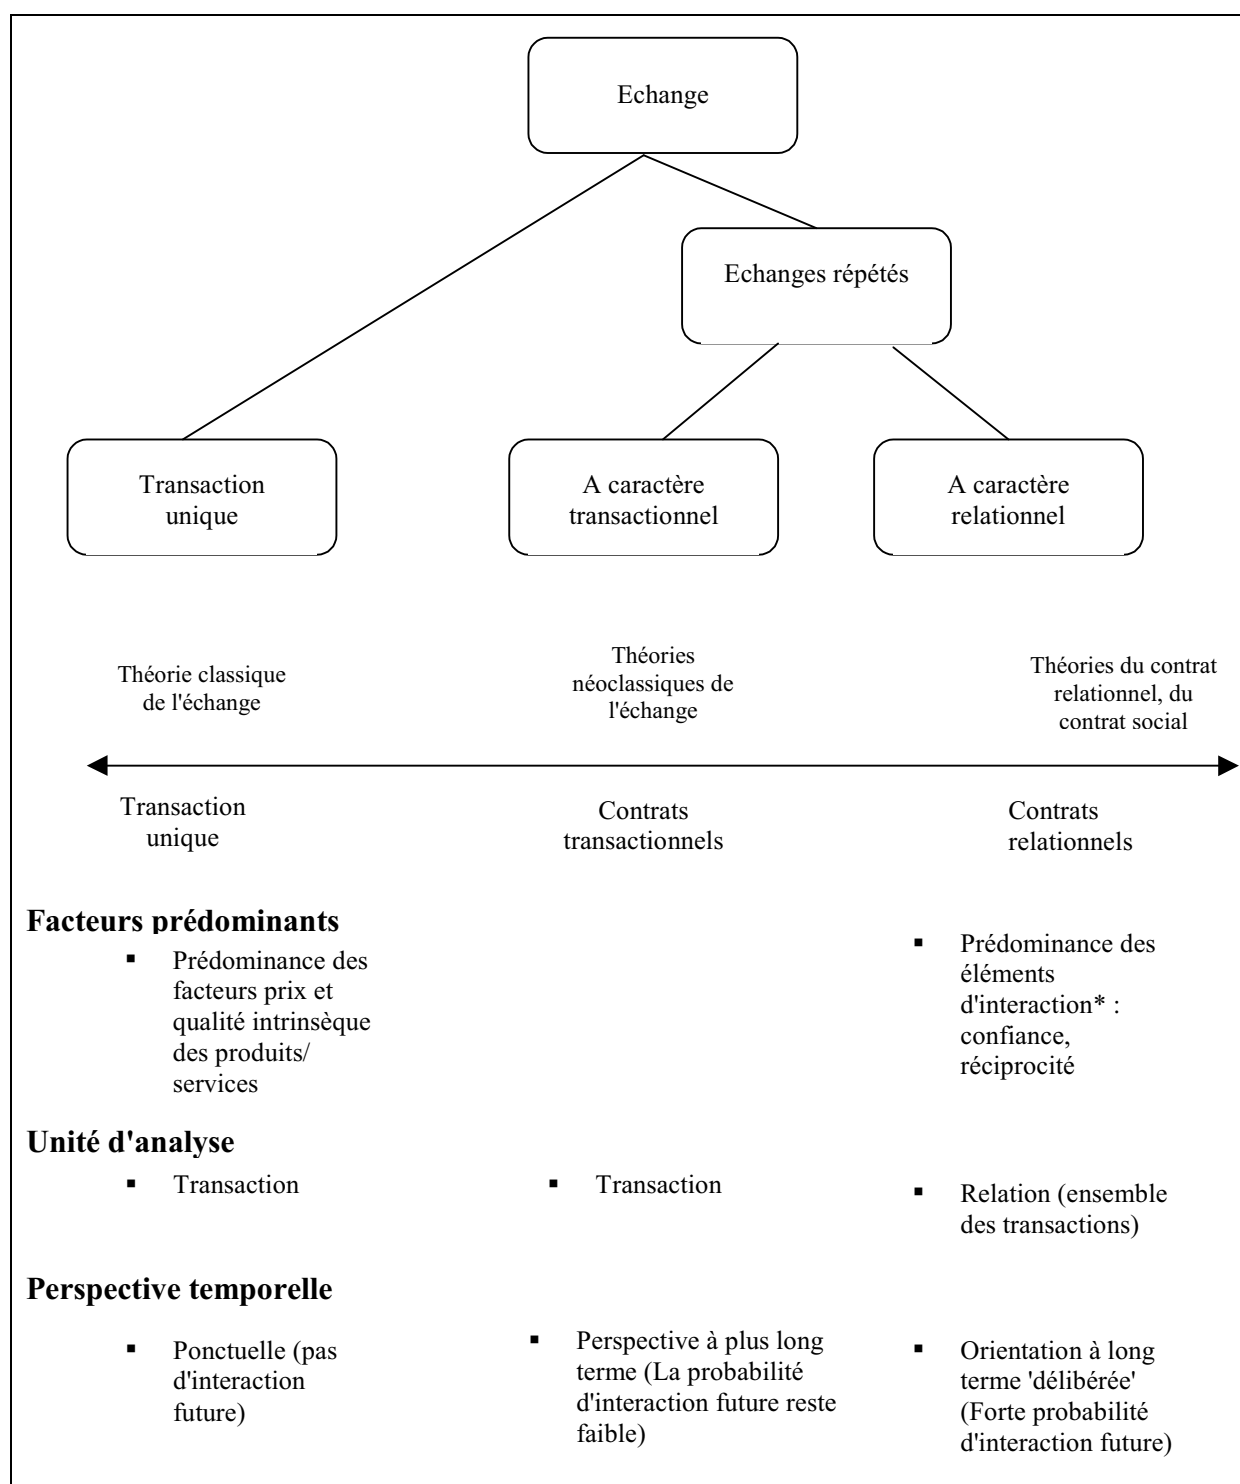 Echange
Echanges répétés
Transaction
unique
A caractère
transactionnel
A caractère
relationnel
Théorie classique
de l'échange
Théories
néoclassiques de
l'échange
Théories du contrat
relationnel, du
contrat social
Transaction
unique
Contrats
transactionnels
Contrats
relationnels
Facteurs prédominants
▪ Prédominance des
facteurs prix et
qualité intrinsèque
des produits/
services
▪ Prédominance des
éléments
d'interaction* :
confiance,
réciprocité
Unité d'analyse
▪ Transaction
▪ Transaction
▪ Relation (ensemble
des transactions)
Perspective temporelle
▪ Ponctuelle (pas
d'interaction
future)
▪ Perspective à plus long
terme (La probabilité
d'interaction future reste
faible)
▪ Orientation à long
terme 'délibérée'
(Forte probabilité
d'interaction future)